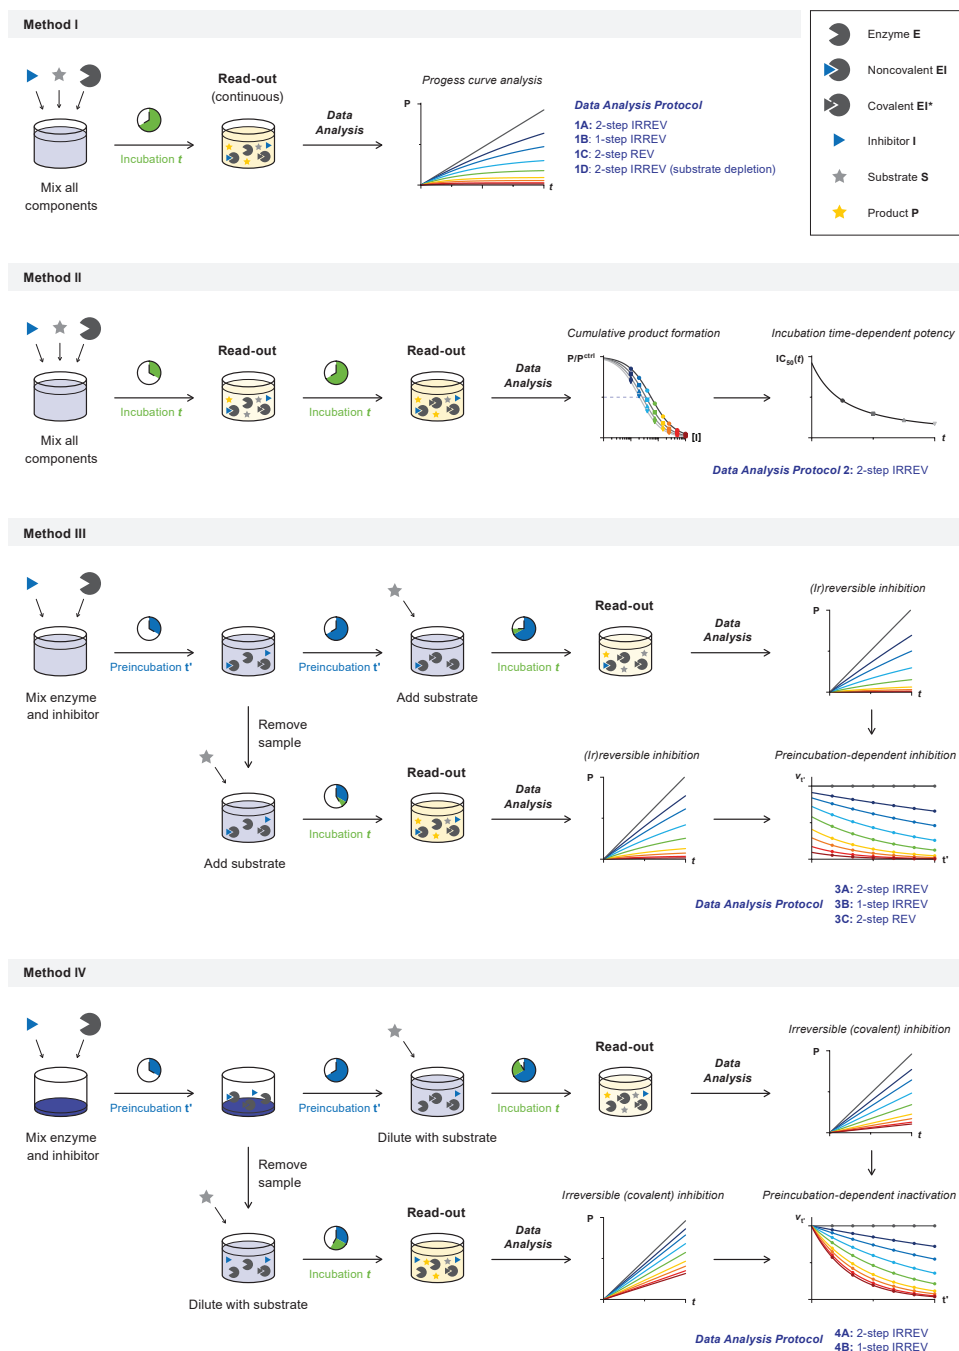 Method I
Enzyme E
Noncovalent EI
Covalent EI*
Inhibitor I
Substrate S
Product P
Mix all
components
Incubation t
Read-out
(continuous)
Data
Analysis
Progess curve analysis
P
t
Data Analysis Protocol
1A: 2-step IRREV
1B: 1-step IRREV
1C: 2-step REV
1D: 2-step IRREV (substrate depletion)
Method II
Mix all
components
Incubation t
Read-out
Incubation t
Read-out
Data
Analysis
Cumulative product formation
P/Pctrl
[I]
Incubation time-dependent potency
IC50(t)
t
Data Analysis Protocol 2: 2-step IRREV
Method III
Mix enzyme
and inhibitor
Preincubation t'
Preincubation t'
Add substrate
Incubation t
Read-out
Data
Analysis
(Ir)reversible inhibition
P
t
Remove
sample
Add substrate
Incubation t
Read-out
Data
Analysis
(Ir)reversible inhibition
P
t
Preincubation-dependent inhibition
vt'
t'
Data Analysis Protocol
3A: 2-step IRREV
3B: 1-step IRREV
3C: 2-step REV
Method IV
Mix enzyme
and inhibitor
Preincubation t'
Preincubation t'
Dilute with substrate
Incubation t
Read-out
Data
Analysis
Irreversible (covalent) inhibition
P
t
Remove
sample
Dilute with substrate
Incubation t
Read-out
Data
Analysis
Irreversible (covalent) inhibition
P
t
Preincubation-dependent inactivation
vt'
t'
Data Analysis Protocol
4A: 2-step IRREV
4B: 1-step IRREV